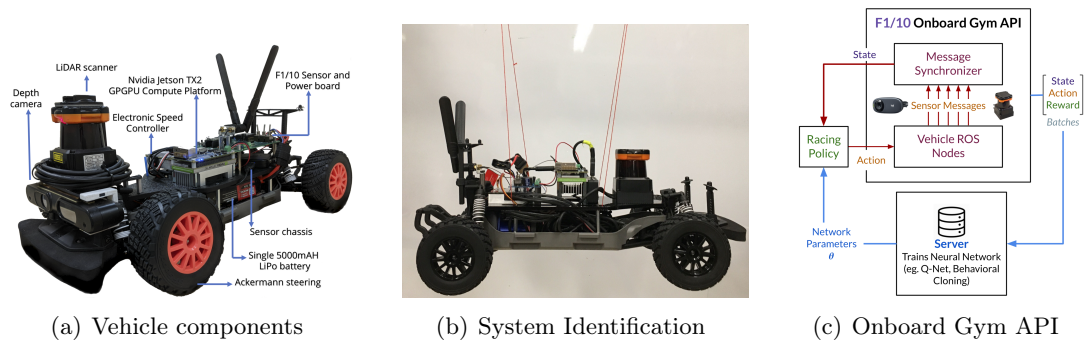 LiDAR scanner
Depth
camera
Nvidia Jetson TX2
GPGPU Compute Platform
F1/10 Sensor and
Power board
Electronic Speed
Controller
Sensor chassis
Single 5000mAH
LiPo battery
Ackermann steering
(a) Vehicle components
(b) System Identification
F1/10 Onboard Gym API
State
Message
Synchronizer
Sensor Messages
State
Action
Reward
Batches
Racing
Policy
Action
Vehicle ROS
Nodes
Network
Parameters
θ
Server
Trains Neural Network
(eg. Q-Net, Behavioral
Cloning)
(c) Onboard Gym API